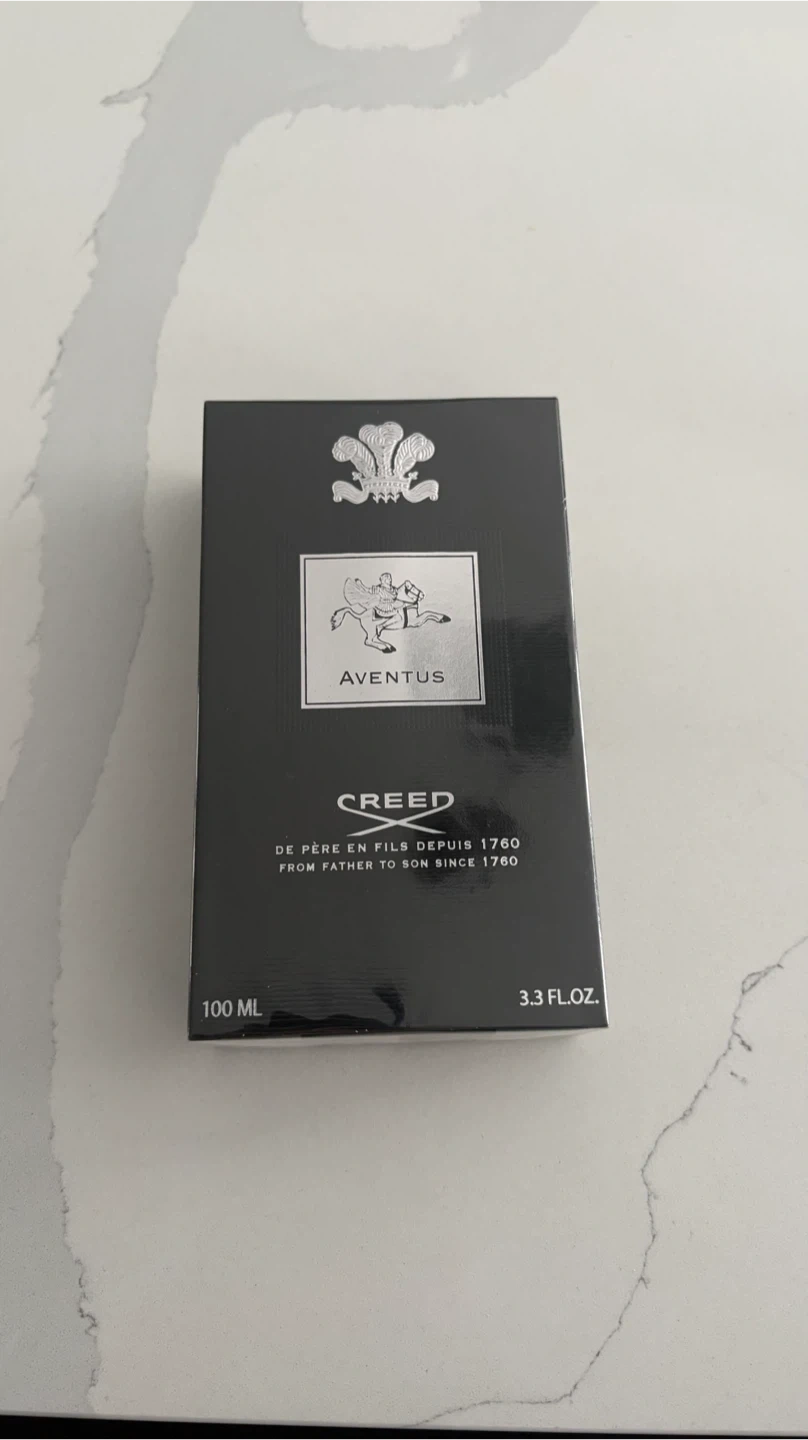 AVENTUS
CREED
DE PÈRE EN FILS DEPUIS 1760
FROM FATHER TO SON SINCE 1760
100 ML
3.3 FL.OZ.